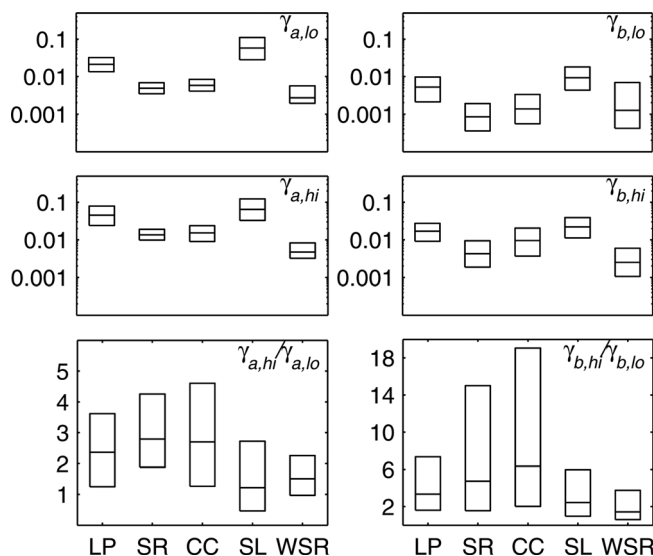 γa,lo
0.1
0.01
0.001
γb,lo
0.1
0.01
0.001
γa,hi
0.1
0.01
0.001
γb,hi
0.1
0.01
0.001
γa,hi/γa,lo
5
4
3
2
1
LP SR CC SL WSR
γb,hi/γb,lo
18
14
10
6
2
LP SR CC SL WSR